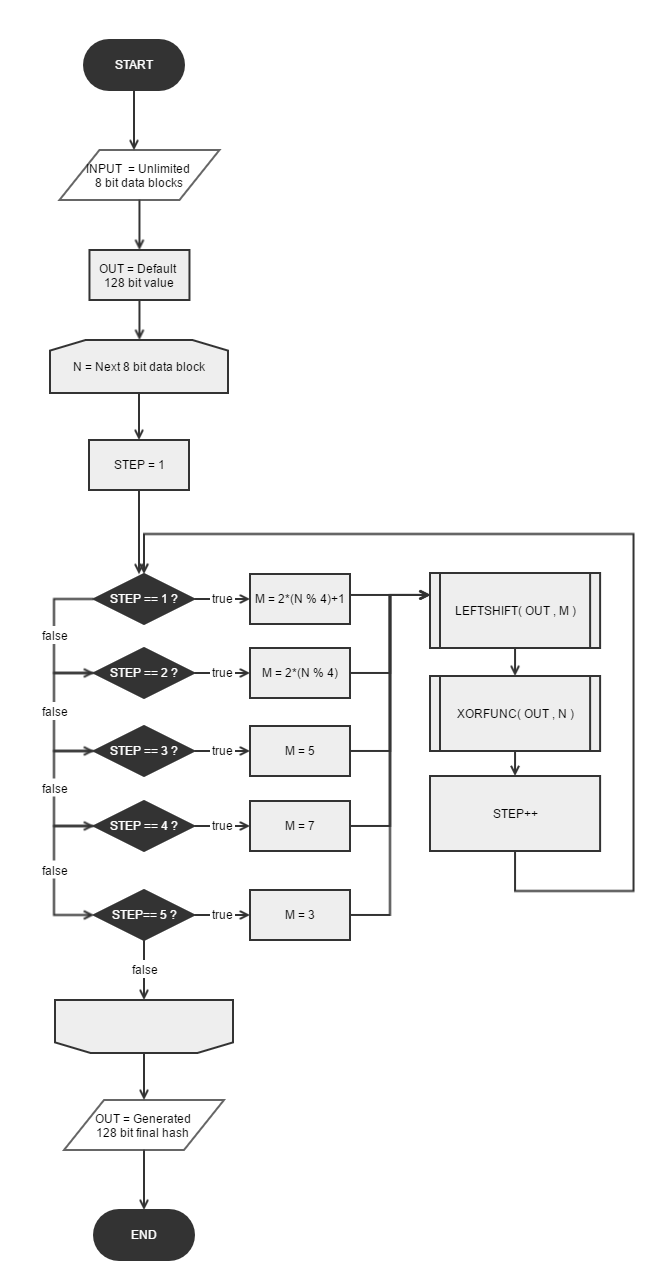 START
INPUT = Unlimited
8 bit data blocks
OUT = Default
128 bit value
N = Next 8 bit data block
STEP = 1
STEP == 1 ?
true
M = 2*(N % 4)+1
LEFTSHIFT( OUT , M )
false
STEP == 2 ?
true
M = 2*(N % 4)
XORFUNC( OUT , N )
false
STEP == 3 ?
true
M = 5
false
STEP == 4 ?
true
M = 7
STEP++
false
STEP== 5 ?
true
M = 3
false
OUT = Generated
128 bit final hash
END